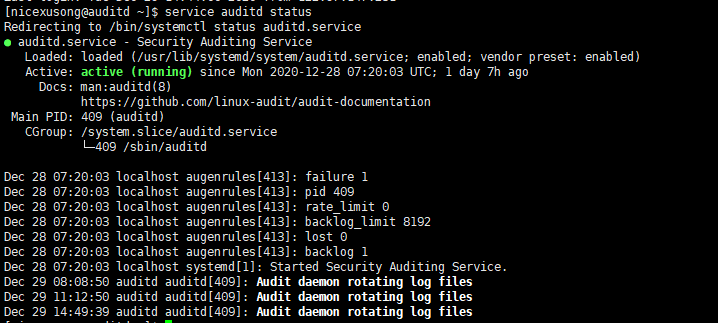 [nicexusong@auditd ~]$ service auditd status
Redirecting to /bin/systemctl status auditd.service
● auditd.service - Security Auditing Service
   Loaded: loaded (/usr/lib/systemd/system/auditd.service; enabled; vendor preset: enabled)
   Active: active (running) since Mon 2020-12-28 07:20:03 UTC; 1 day 7h ago
     Docs: man:auditd(8)
           https://github.com/linux-audit/audit-documentation
 Main PID: 409 (auditd)
   CGroup: /system.slice/auditd.service
           └─409 /sbin/auditd
Dec 28 07:20:03 localhost augenrules[413]: failure 1
Dec 28 07:20:03 localhost augenrules[413]: pid 409
Dec 28 07:20:03 localhost augenrules[413]: rate_limit 0
Dec 28 07:20:03 localhost augenrules[413]: backlog_limit 8192
Dec 28 07:20:03 localhost augenrules[413]: lost 0
Dec 28 07:20:03 localhost augenrules[413]: backlog 1
Dec 28 07:20:03 localhost systemd[1]: Started Security Auditing Service.
Dec 29 08:08:50 auditd auditd[409]: Audit daemon rotating log files
Dec 29 11:12:50 auditd auditd[409]: Audit daemon rotating log files
Dec 29 14:49:39 auditd auditd[409]: Audit daemon rotating log files